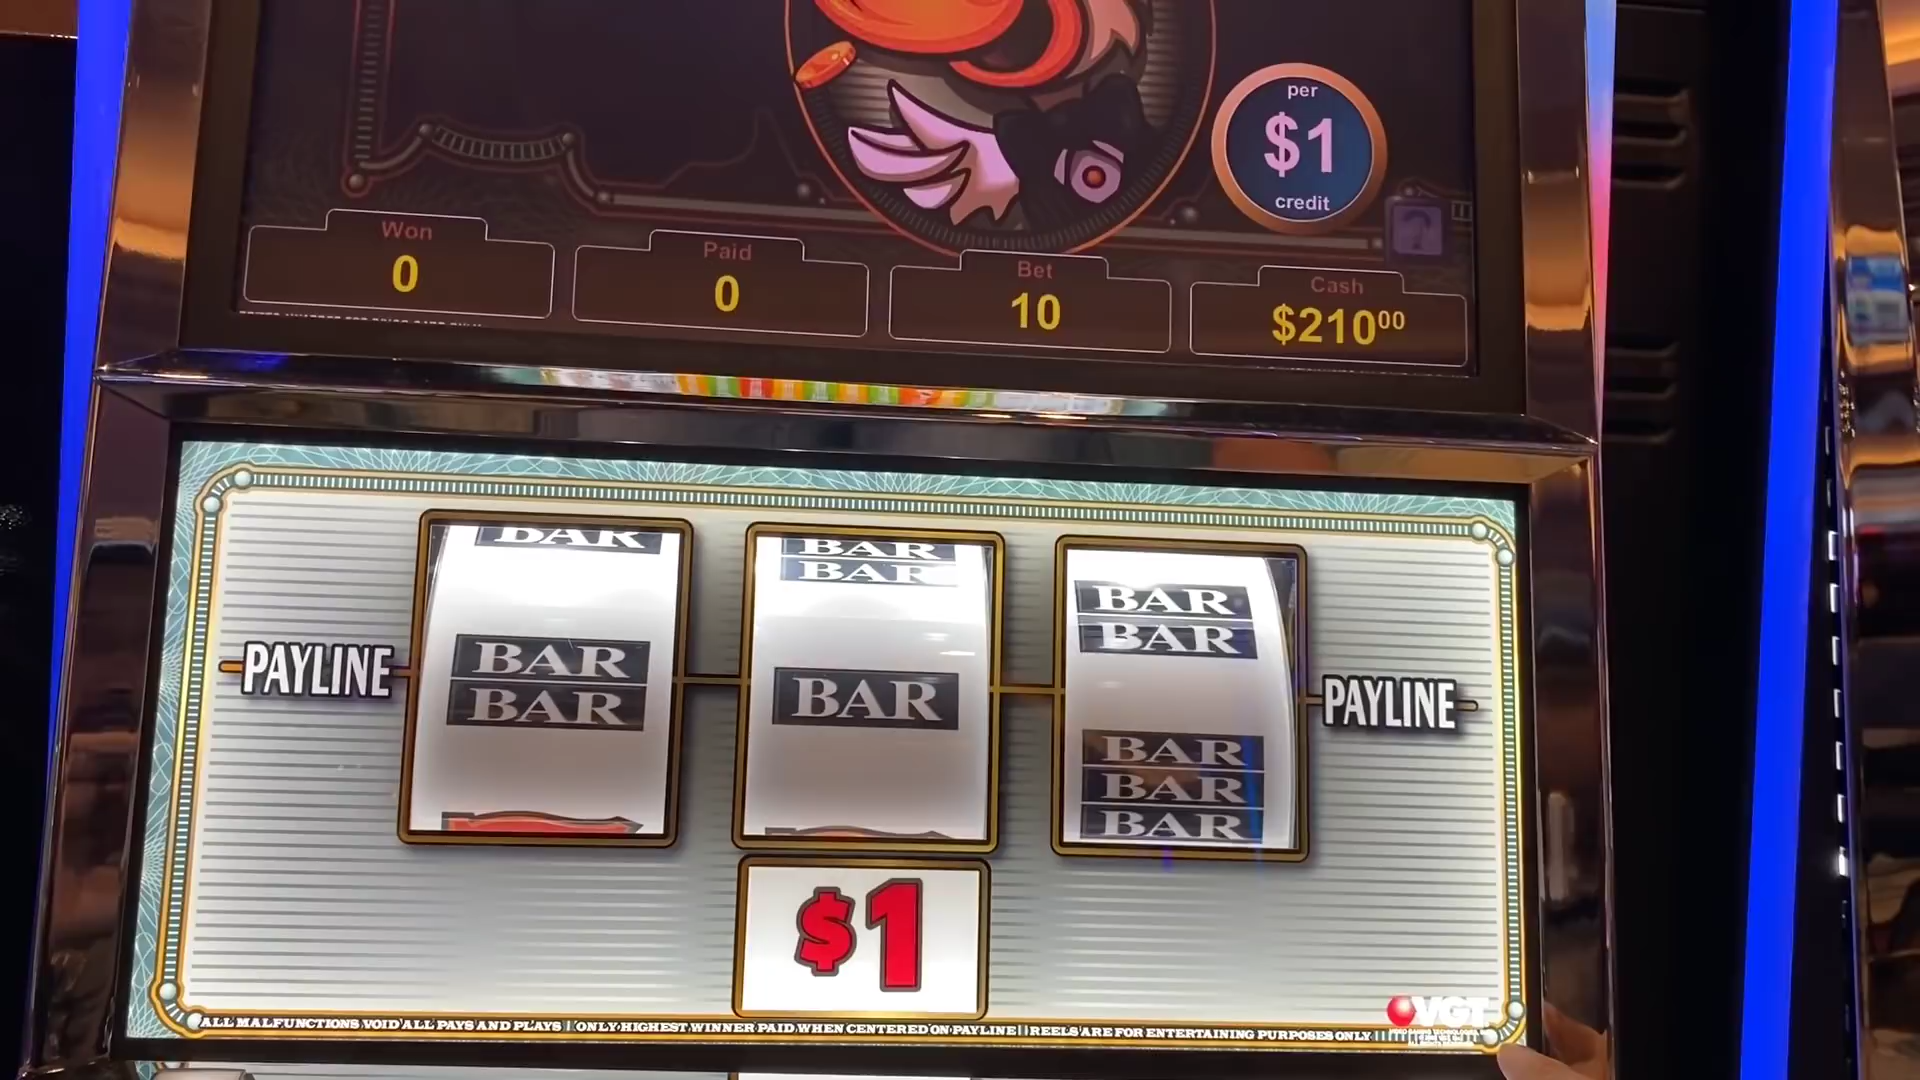 per
$1
credit
Won
0
Paid
0
Bet
10
Cash
$210⁰⁰
BAR
BAR
BAR
BAR
BAR
BAR
PAYLINE
BAR
BAR
BAR
PAYLINE
BAR
BAR
BAR
$1
VGT
ALL MALFUNCTIONS VOID ALL PAYS AND PLAYS | ONLY HIGHEST WINNER PAID WHEN CENTERED ON PAYLINE | REELS ARE FOR ENTERTAINING PURPOSES ONLY